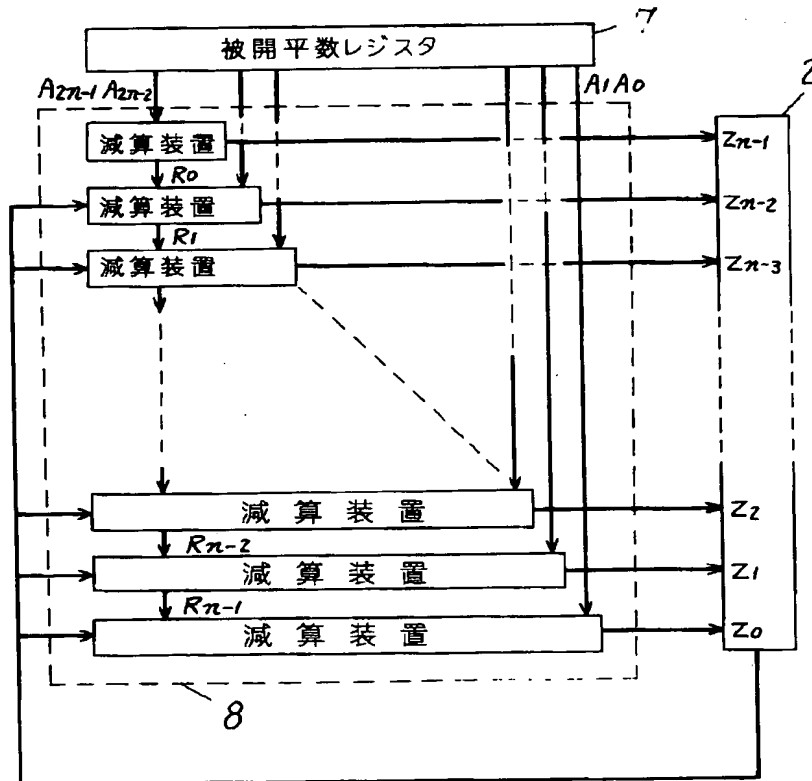 7
被開平数レジスタ
A2n-1 A2n-2
A1 A0
2
減算装置
Zn-1
R0
減算装置
Zn-2
R1
減算装置
Zn-3
減算装置
Z2
Rn-2
減算装置
Z1
Rn-1
減算装置
Z0
8